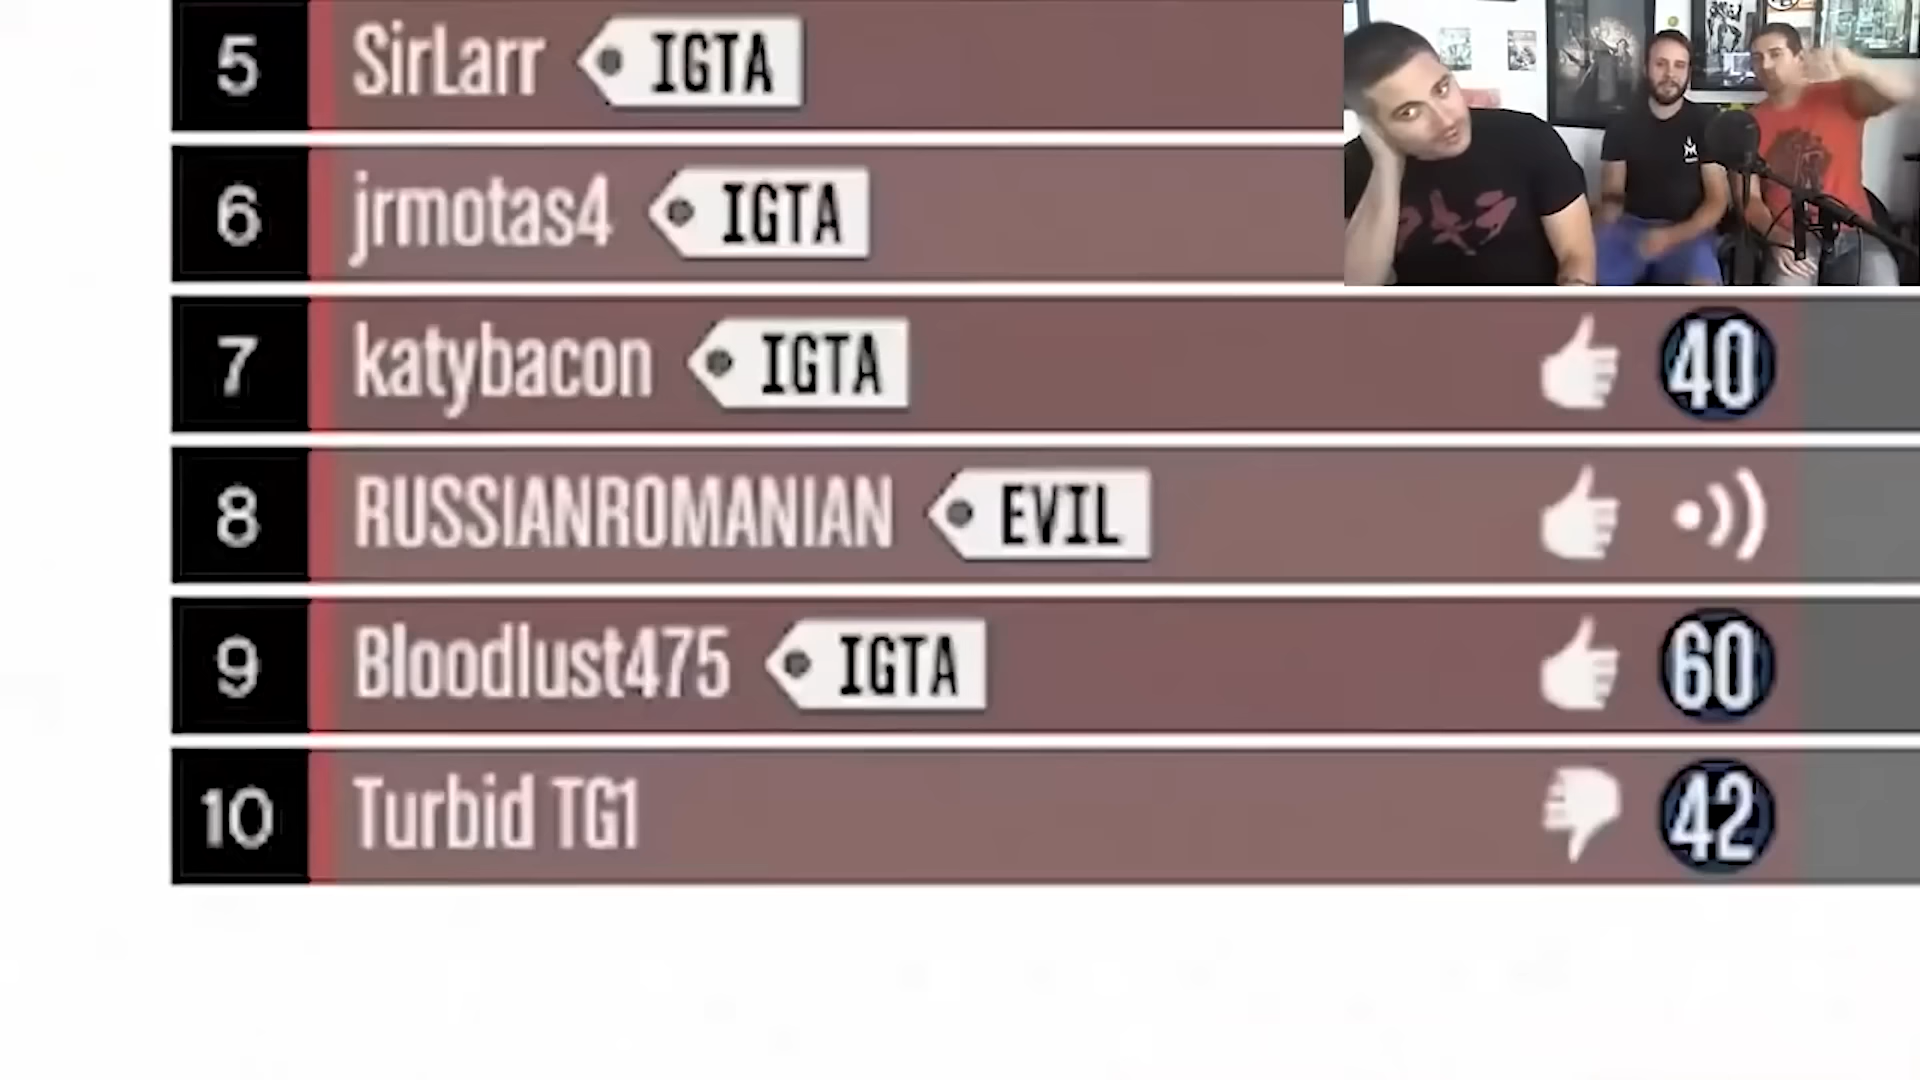 5 SirLarr IGTA
6 jrmotas4 IGTA
7 katybacon IGTA 40
8 RUSSIANROMANIAN EVIL
9 Bloodlust475 IGTA 60
10 Turbid TG1 42